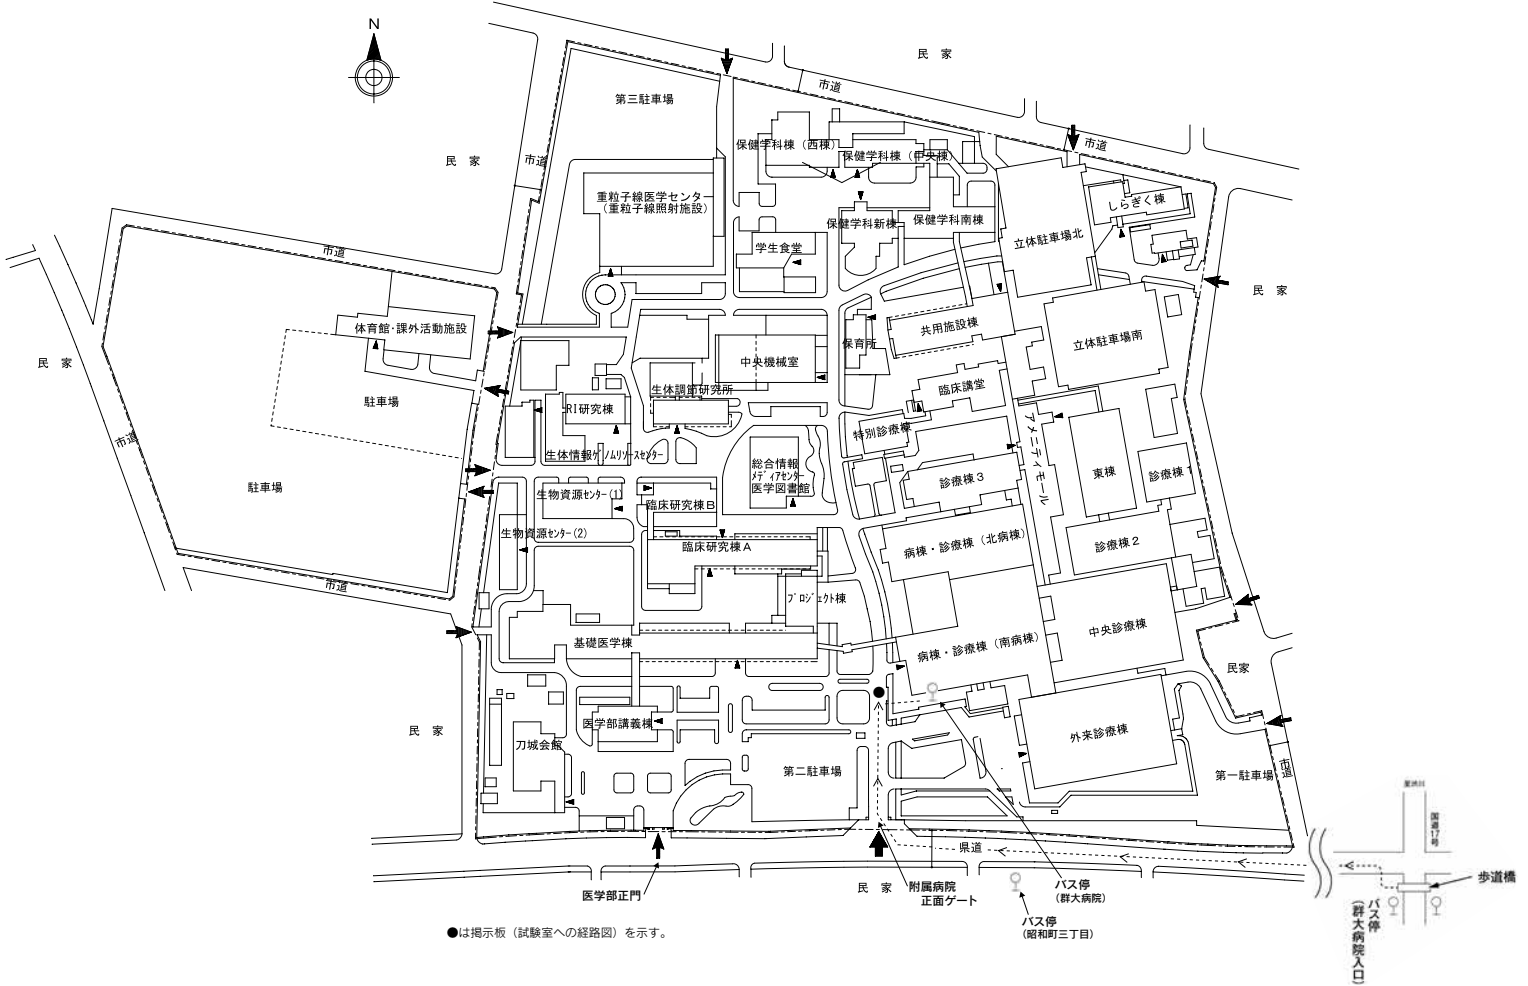 N
民 家
市道
第三駐車場
保健学科棟（西棟）
市道
保健学科棟（中央棟）
民 家
市道
重粒子線医学センター
（重粒子線照射施設）
しらぎく棟
保健学科新棟
保健学科南棟
立体駐車場北
市道
学生食堂
民 家
体育館・課外活動施設
共用施設棟
保育所
立体駐車場南
中央機械室
民 家
生体調節研究所
臨床講堂
駐車場
RI研究棟
アメニティモール
市道
特別診療棟
生体情報ゲノムリソースセンター
総合情報
メディアセンター
医学図書館
東棟
診療棟1
診療棟3
駐車場
生物資源センター(1)
臨床研究棟B
生物資源センター(2)
臨床研究棟A
病棟・診療棟（北病棟）
診療棟2
市道
プロジェクト棟
基礎医学棟
病棟・診療棟（南病棟）
中央診療棟
民家
民 家
医学部講義棟
刀城会館
外来診療棟
第二駐車場
第一駐車場
市道
至渋川
国道17号
県道
医学部正門
民 家
附属病院
正面ゲート
バス停
（群大病院）
歩道橋
バス停
（群大病院入口）
バス停
（昭和町三丁目）
●は掲示板（試験室への経路図）を示す。